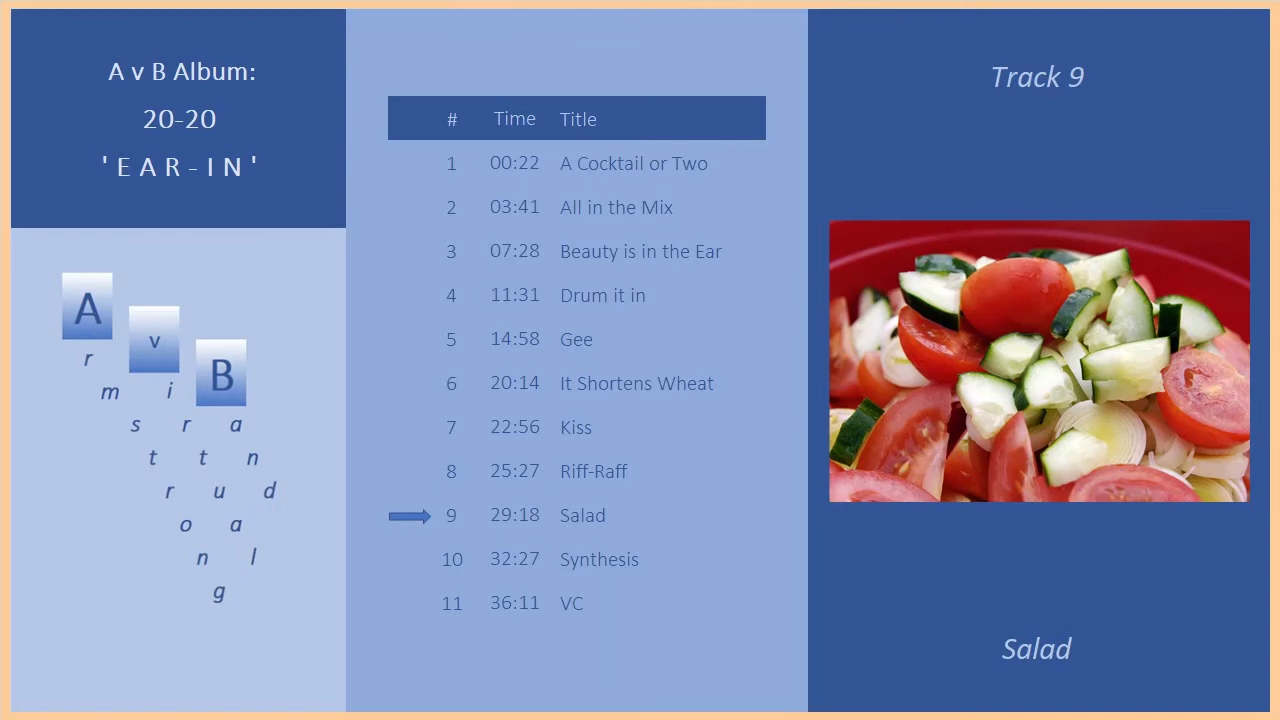 A v B Album:
20-20
' E A R - I N '
A
v
B
r
m i
s r a
t t n
r u d
o a
n l
g
# Time Title
1 00:22 A Cocktail or Two
2 03:41 All in the Mix
3 07:28 Beauty is in the Ear
4 11:31 Drum it in
5 14:58 Gee
6 20:14 It Shortens Wheat
7 22:56 Kiss
8 25:27 Riff-Raff
9 29:18 Salad
10 32:27 Synthesis
11 36:11 VC
Track 9
Salad